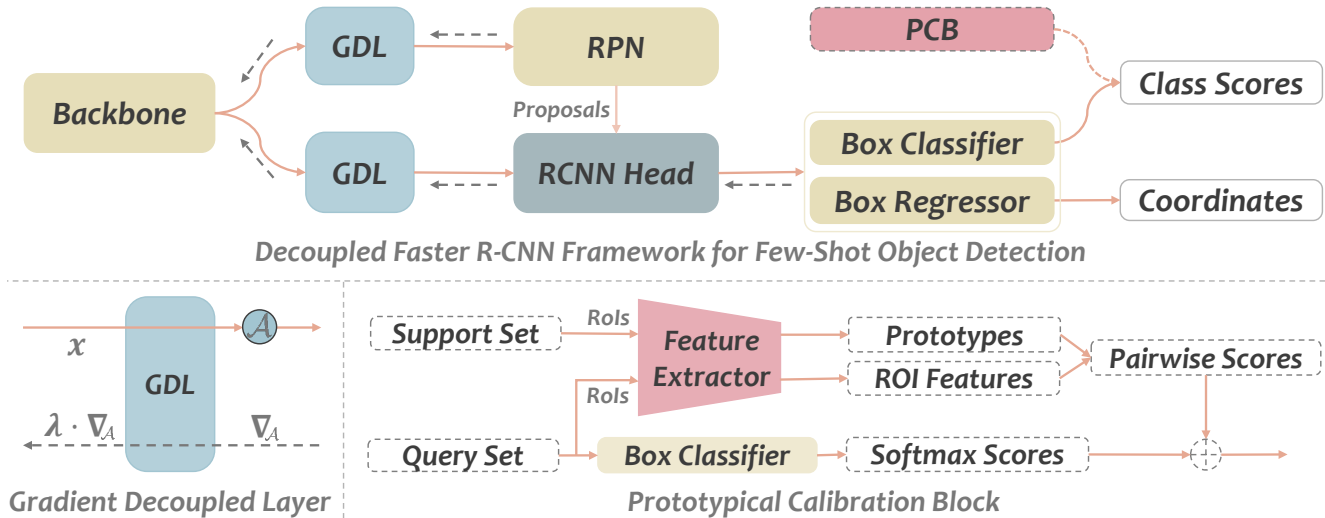 GDL
RPN
PCB
Backbone
Proposals
Class Scores
GDL
RCNN Head
Box Classifier
Box Regressor
Coordinates
Decoupled Faster R-CNN Framework for Few-Shot Object Detection
x
GDL
𝒜
λ · ∇𝒜
∇𝒜
Gradient Decoupled Layer
Support Set
RoIs
Feature
Extractor
Prototypes
ROI Features
Pairwise Scores
RoIs
Query Set
Box Classifier
Softmax Scores
Prototypical Calibration Block